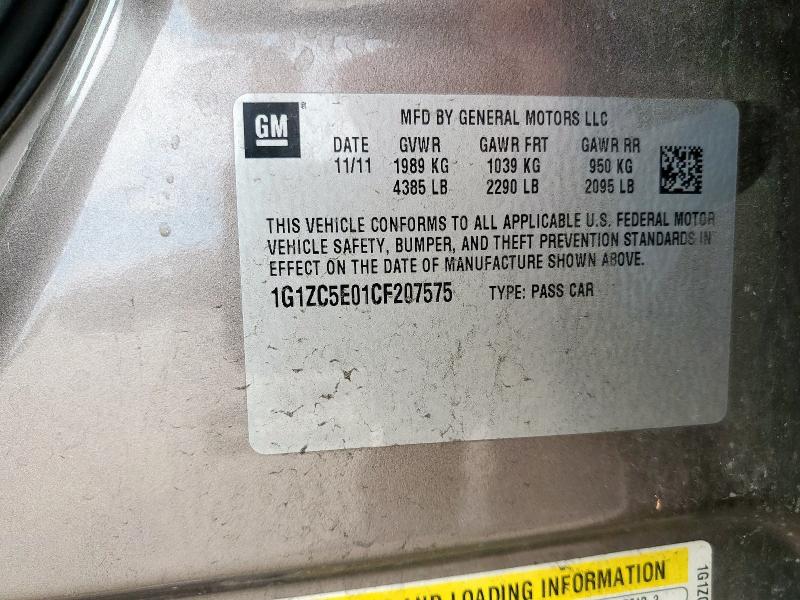 GM
MFD BY GENERAL MOTORS LLC
DATE GVWR GAWR FRT GAWR RR
11/11 1989 KG 1039 KG 950 KG
4385 LB 2290 LB 2095 LB
THIS VEHICLE CONFORMS TO ALL APPLICABLE U.S. FEDERAL MOTOR
VEHICLE SAFETY, BUMPER, AND THEFT PREVENTION STANDARDS IN
EFFECT ON THE DATE OF MANUFACTURE SHOWN ABOVE.
1G1ZC5E01CF207575 TYPE: PASS CAR
AND LOADING INFORMATION
1G1ZC